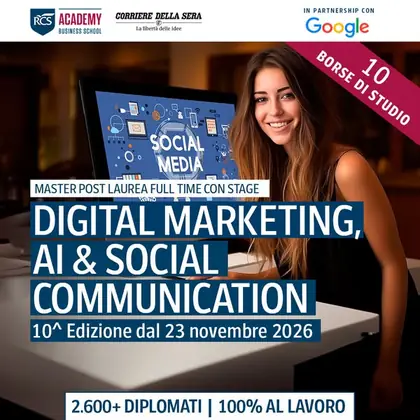 RCS
ACADEMY
BUSINESS SCHOOL
CORRIERE DELLA SERA
La libertà delle idee
IN PARTNERSHIP CON
Google
10
BORSE DI STUDIO
SOCIAL
MEDIA
MASTER POST LAUREA FULL TIME CON STAGE
DIGITAL MARKETING,
AI & SOCIAL
COMMUNICATION
10^ Edizione dal 23 novembre 2026
2.600+ DIPLOMATI | 100% AL LAVORO